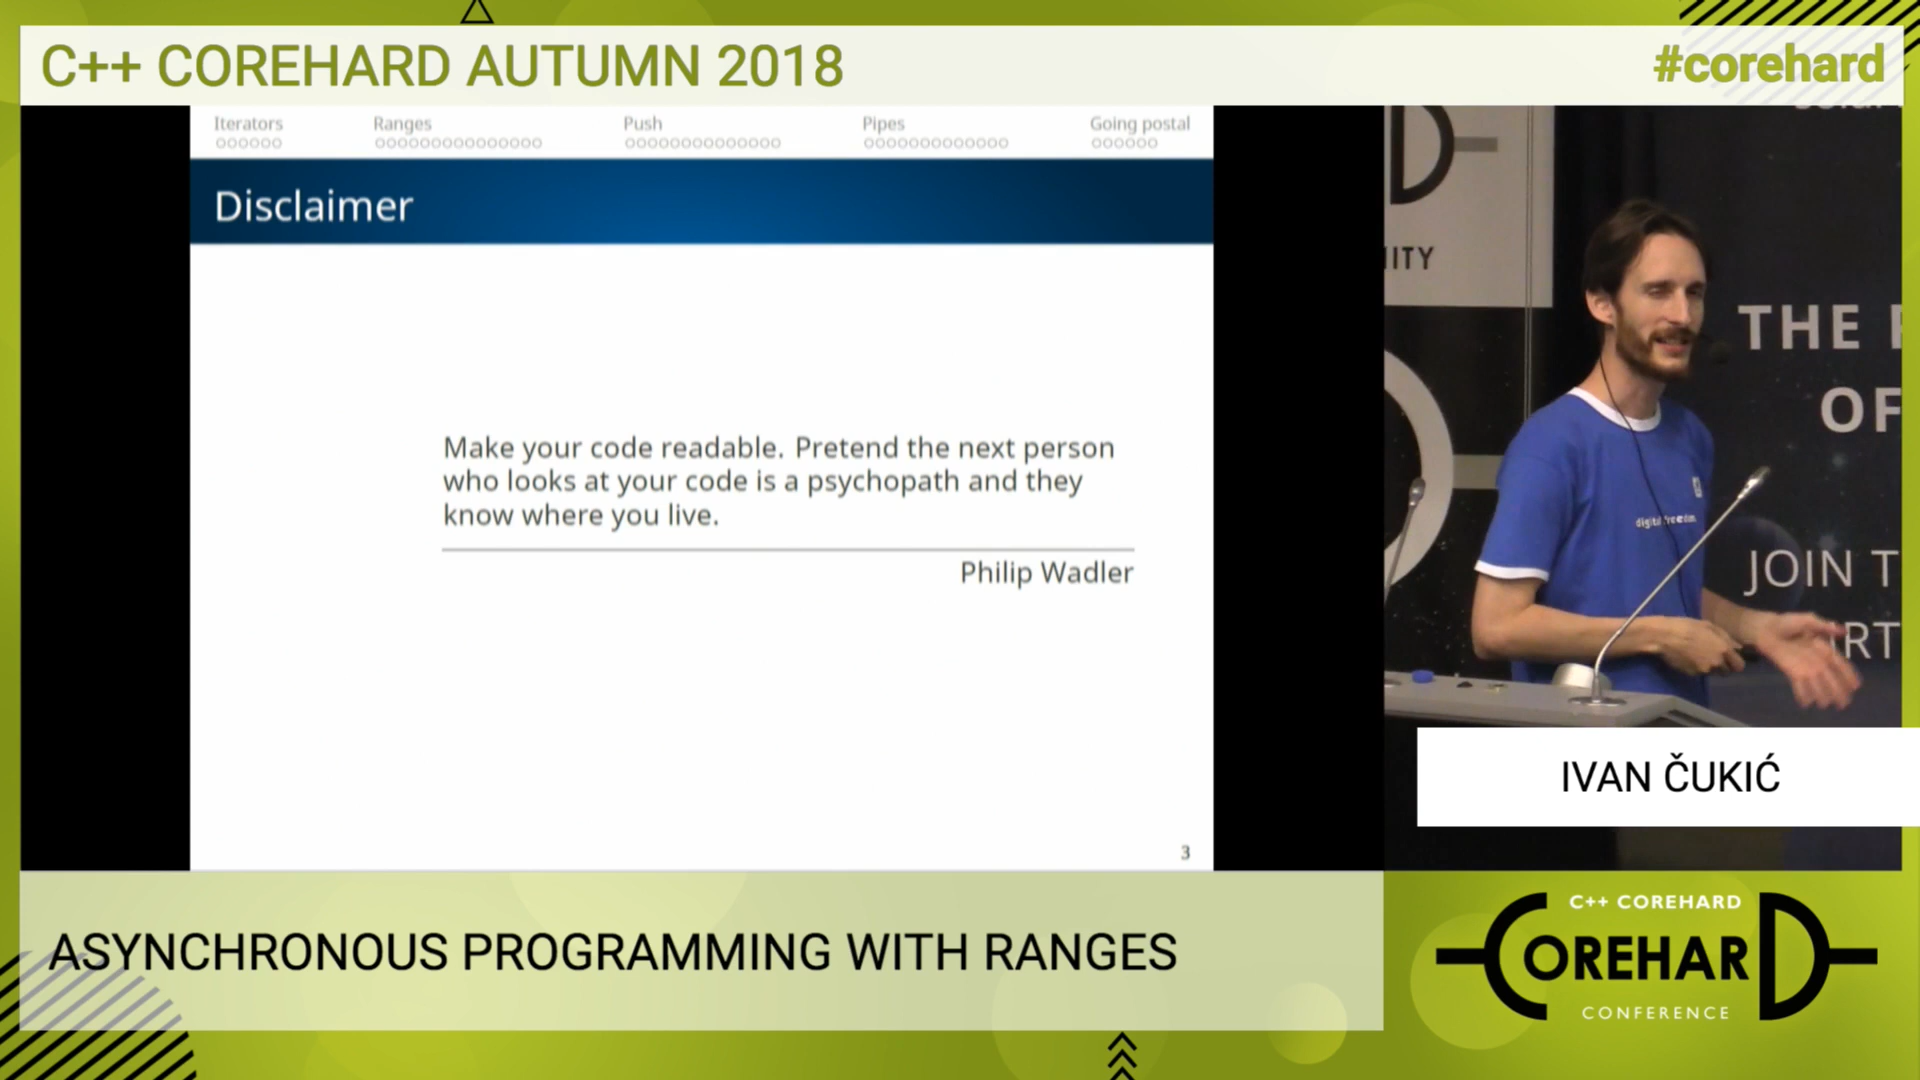 C++ COREHARD AUTUMN 2018
#corehard
Iterators
Ranges
Push
Pipes
Going postal
Disclaimer
Make your code readable. Pretend the next person
who looks at your code is a psychopath and they
know where you live.
Philip Wadler
3
ITY
THE
OF
JOIN T
RT
digital freedom
IVAN ČUKIĆ
ASYNCHRONOUS PROGRAMMING WITH RANGES
C++ COREHARD
COREHARD
CONFERENCE